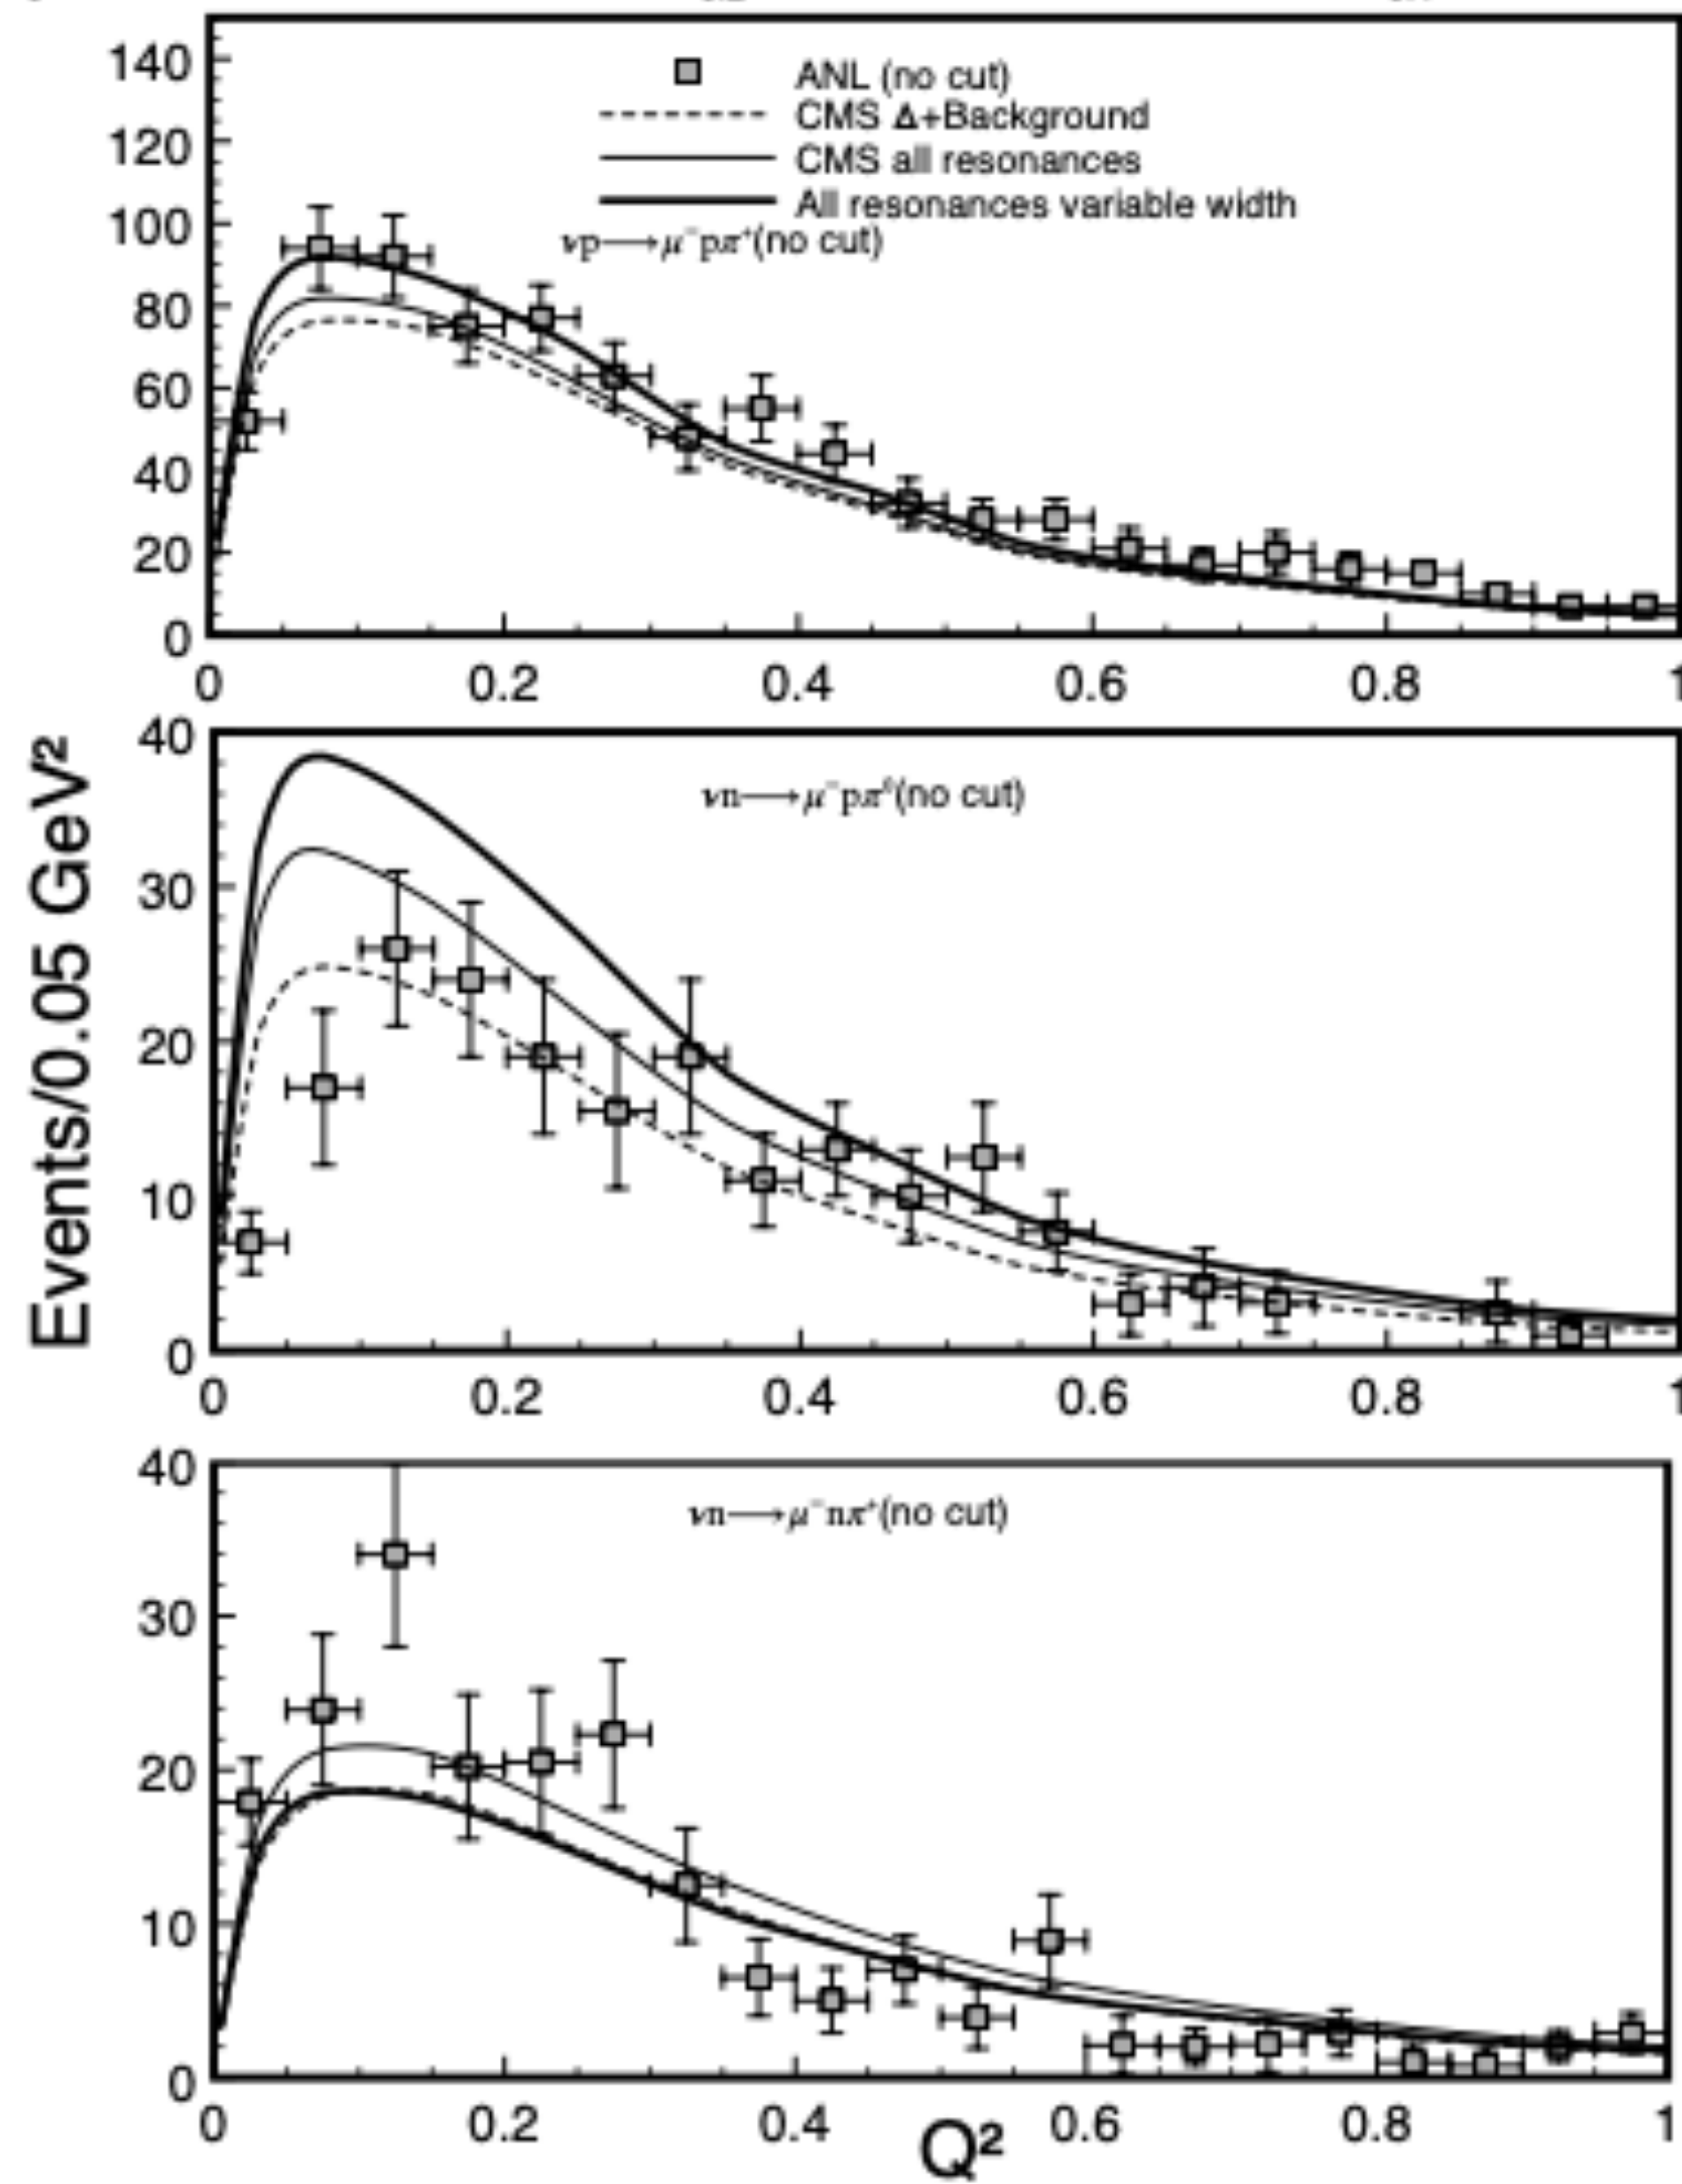 140
ANL (no cut)
120
CMS Δ+Background
CMS all resonances
100
All resonances variable width
νp⟶μ⁻pπ⁺(no cut)
80
60
40
20
0
0 0.2 0.4 0.6 0.8 1
Events/0.05 GeV²
40
νn⟶μ⁻pπ⁰(no cut)
30
20
10
0
0 0.2 0.4 0.6 0.8 1
40
νn⟶μ⁻nπ⁺(no cut)
30
20
10
0
0 0.2 0.4 0.6 0.8 1
Q²